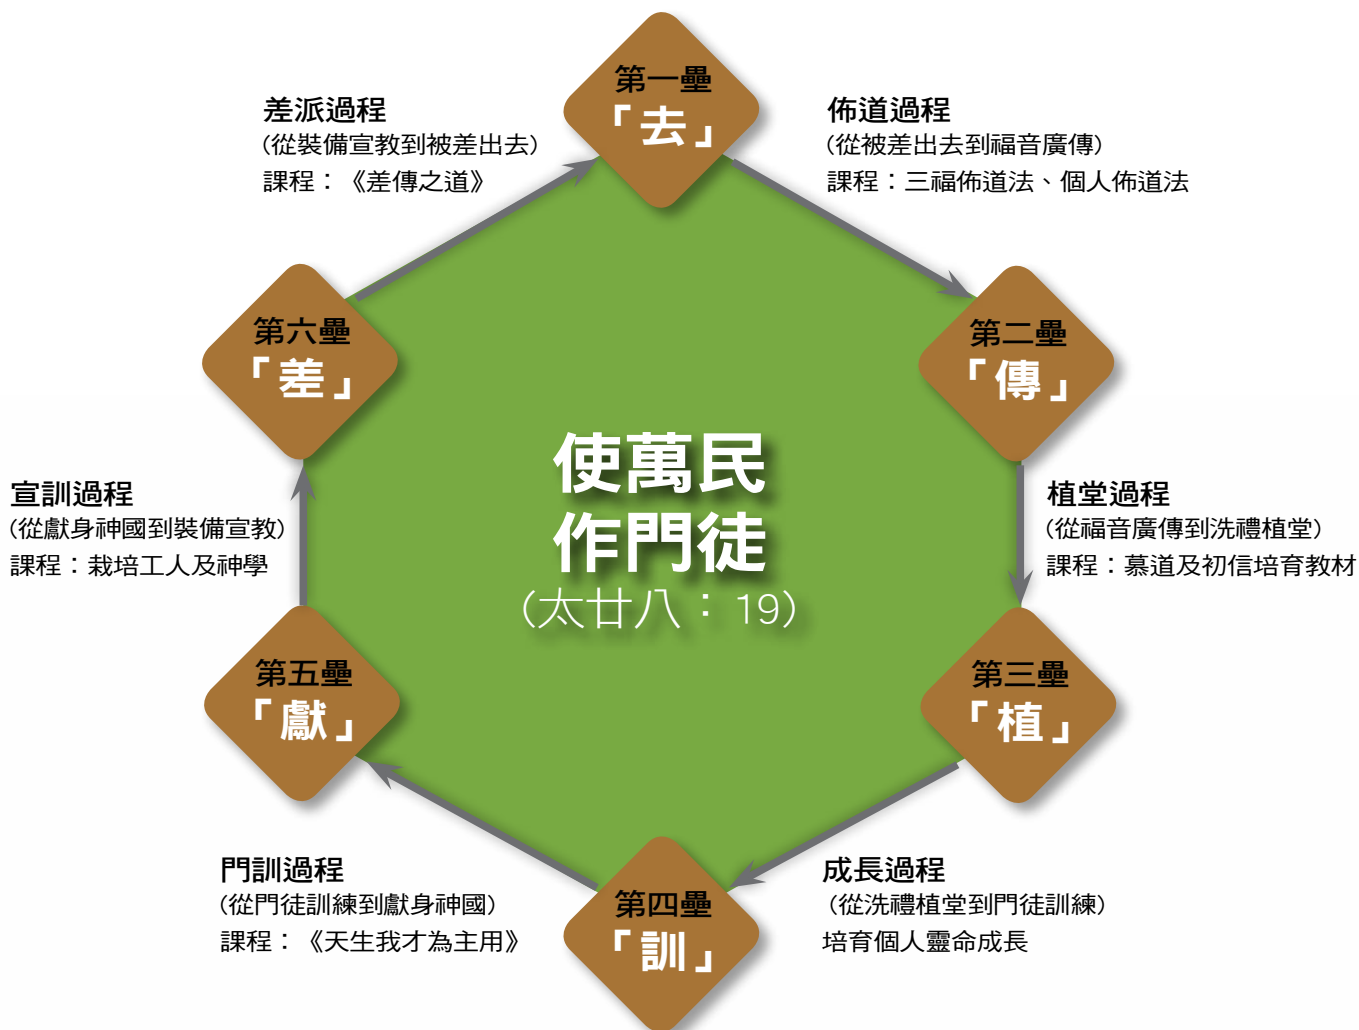 第一壘
「去」
差派過程
(從裝備宣教到被差出去)
課程：《差傳之道》
佈道過程
(從被差出去到福音廣傳)
課程：三福佈道法、個人佈道法
第六壘
「差」
第二壘
「傳」
使萬民
作門徒
(太廿八：19)
宣訓過程
(從獻身神國到裝備宣教)
課程：栽培工人及神學
植堂過程
(從福音廣傳到洗禮植堂)
課程：慕道及初信培育教材
第五壘
「獻」
第三壘
「植」
門訓過程
(從門徒訓練到獻身神國)
課程：《天生我才為主用》
第四壘
「訓」
成長過程
(從洗禮植堂到門徒訓練)
培育個人靈命成長